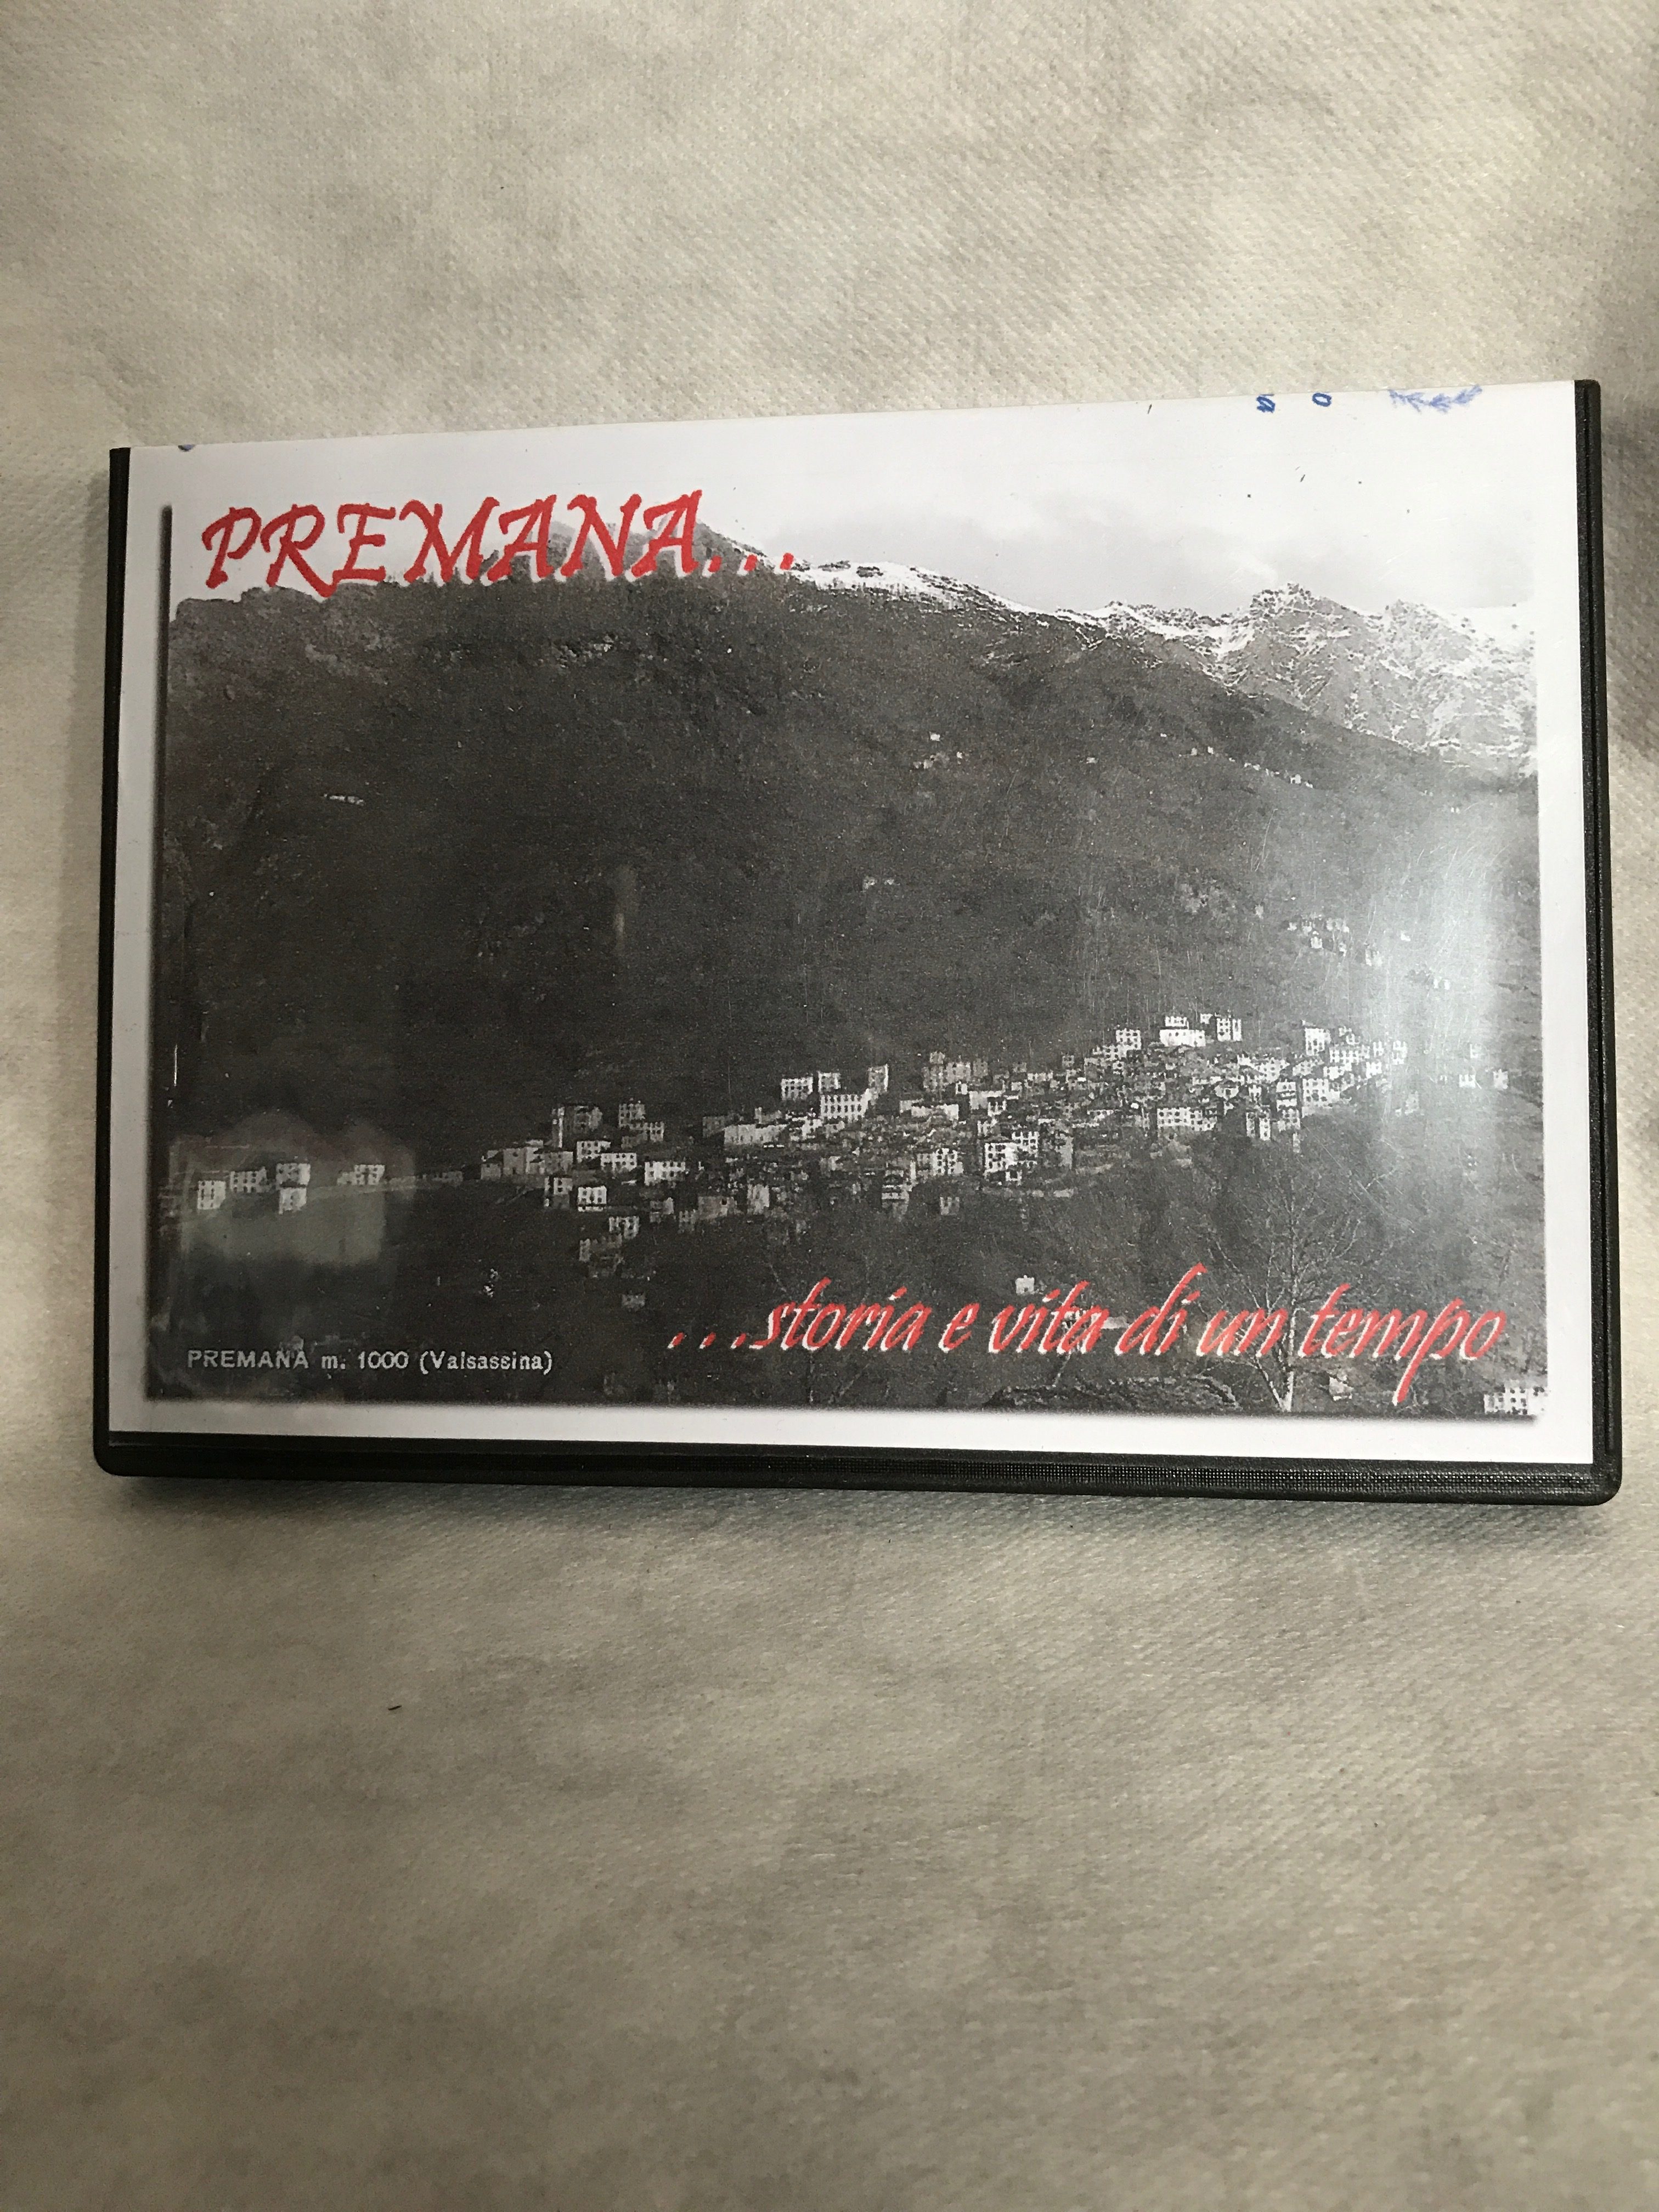 PREMANA...
...storia e vita di un tempo
PREMANA m. 1000 (Valsassina)